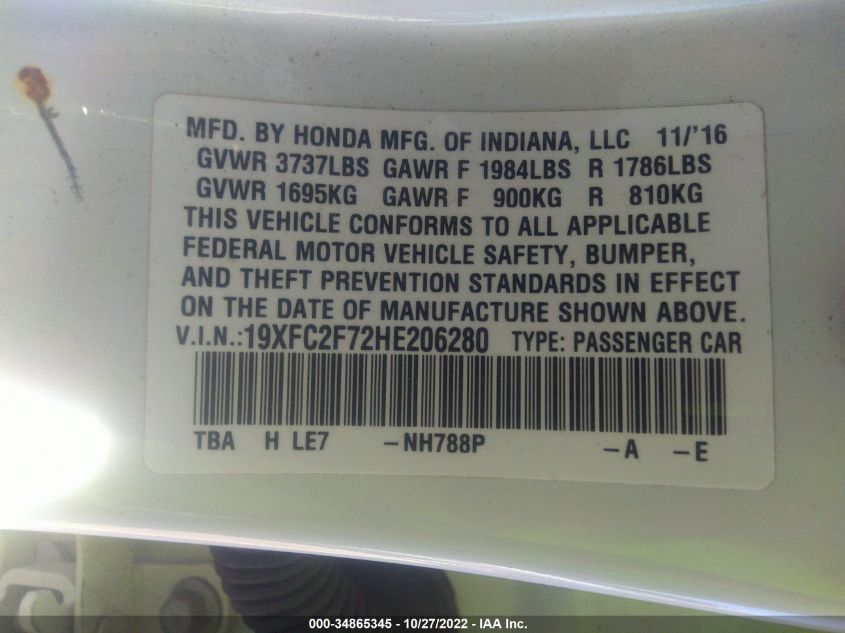 MFD. BY HONDA MFG. OF INDIANA, LLC 11/'16
GVWR 3737LBS GAWR F 1984LBS R 1786LBS
GVWR 1695KG GAWR F 900KG R 810KG
THIS VEHICLE CONFORMS TO ALL APPLICABLE
FEDERAL MOTOR VEHICLE SAFETY, BUMPER,
AND THEFT PREVENTION STANDARDS IN EFFECT
ON THE DATE OF MANUFACTURE SHOWN ABOVE.
V.I.N.:19XFC2F72HE206280 TYPE: PASSENGER CAR
TBA H LE7 -NH788P -A -E
000-34865345 - 10/27/2022 - IAA Inc.